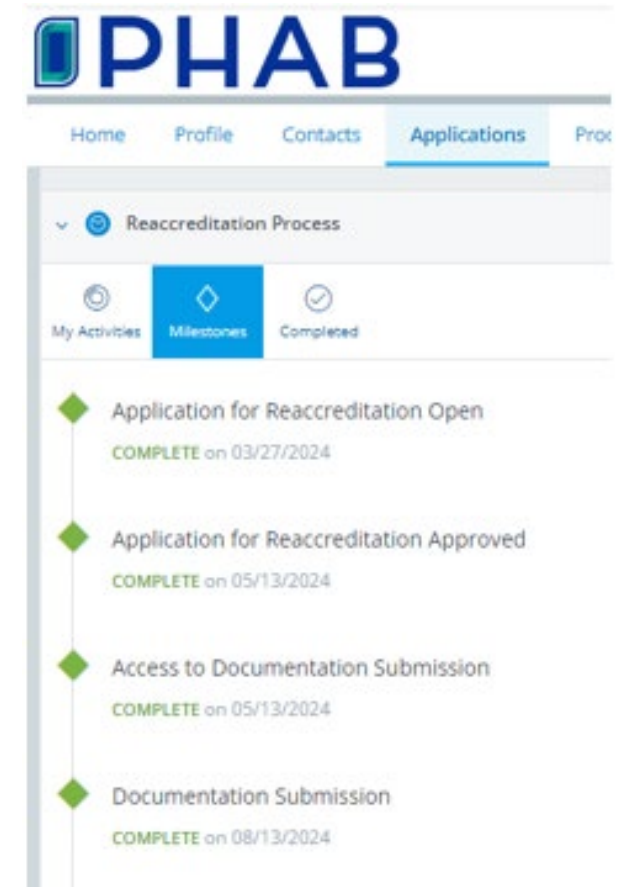 PHAB
Home Profile Contacts Applications
Reaccreditation Process
My Activities Milestones Completed
Application for Reaccreditation Open
COMPLETE on 03/27/2024
Application for Reaccreditation Approved
COMPLETE on 05/13/2024
Access to Documentation Submission
COMPLETE on 05/13/2024
Documentation Submission
COMPLETE on 08/13/2024